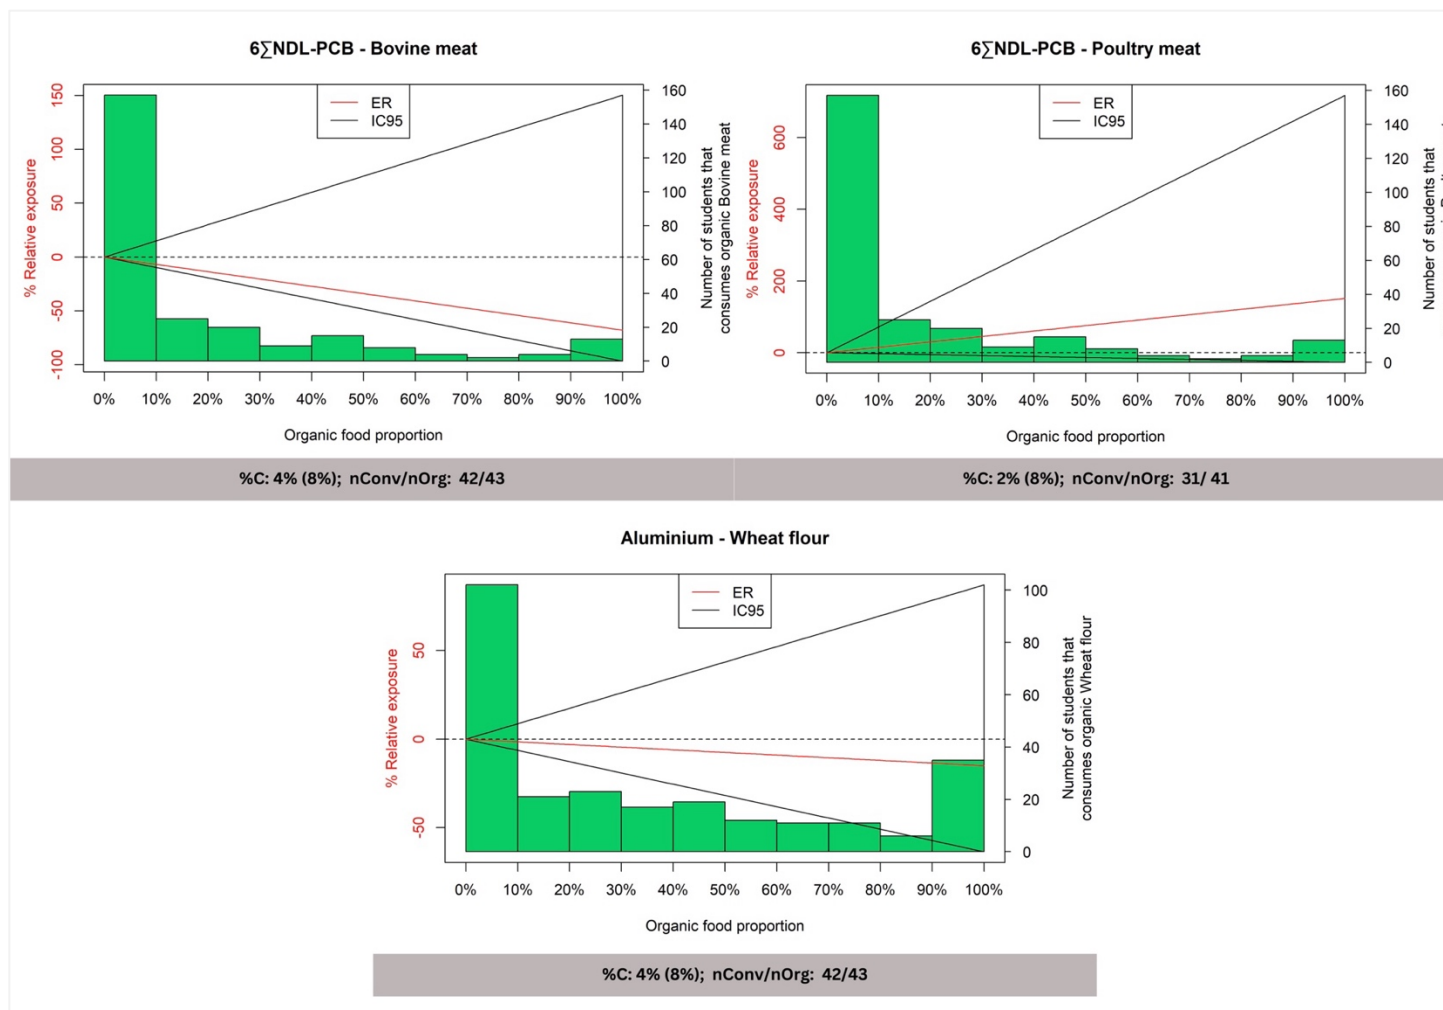 6∑NDL-PCB - Bovine meat
ER
IC95
% Relative exposure
150
100
50
0
-50
-100
160
140
120
100
80
60
40
20
0
Number of students that
consumes organic Bovine meat
0% 10% 20% 30% 40% 50% 60% 70% 80% 90% 100%
Organic food proportion
%C: 4% (8%); nConv/nOrg: 42/43
6∑NDL-PCB - Poultry meat
ER
IC95
% Relative exposure
600
400
200
0
160
140
120
100
80
60
40
20
0
Number of students that
0% 10% 20% 30% 40% 50% 60% 70% 80% 90% 100%
Organic food proportion
%C: 2% (8%); nConv/nOrg: 31/ 41
Aluminium - Wheat flour
ER
IC95
% Relative exposure
50
0
-50
100
80
60
40
20
0
Number of students that
consumes organic Wheat flour
0% 10% 20% 30% 40% 50% 60% 70% 80% 90% 100%
Organic food proportion
%C: 4% (8%); nConv/nOrg: 42/43